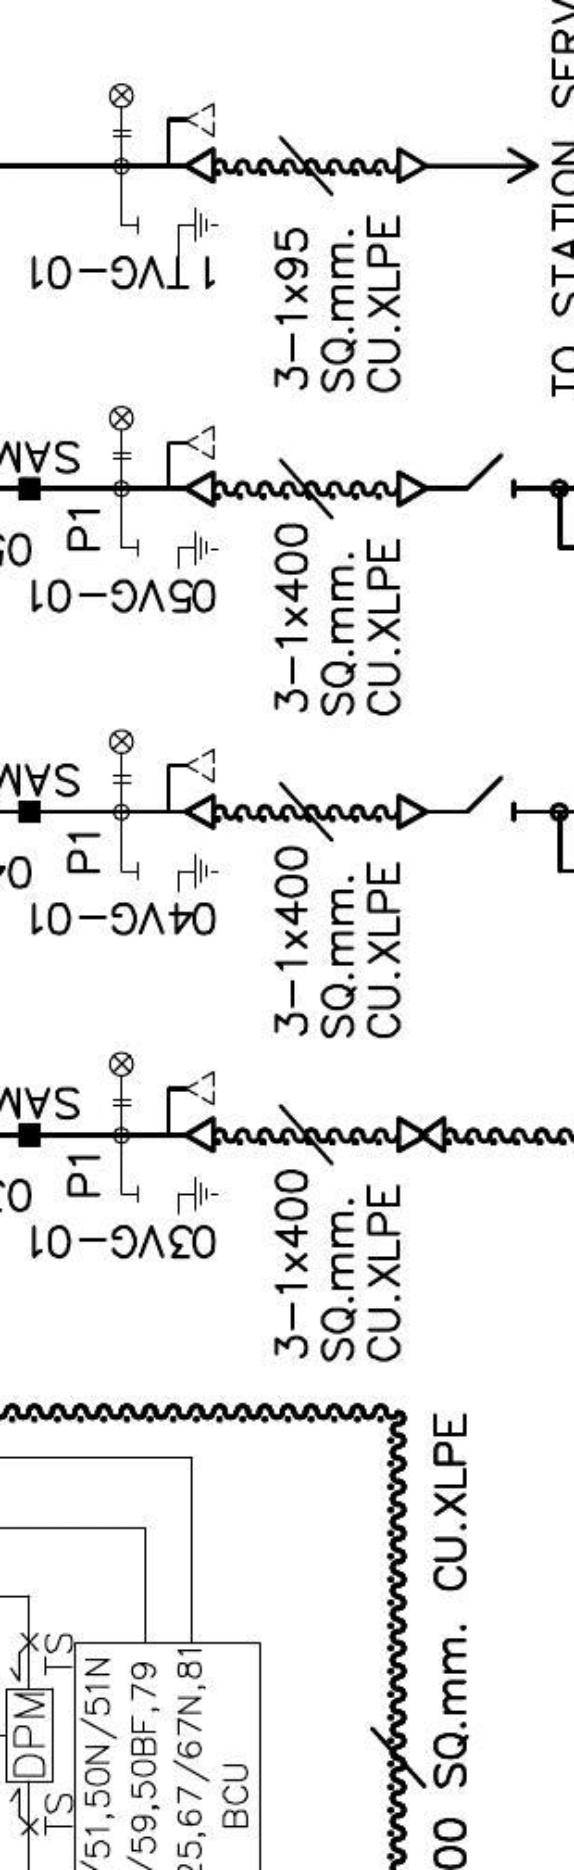 TO STATION SERV
1TVG-01
3-1x95
SQ.mm.
CU.XLPE
SAM
P1
05VG-01
3-1x400
SQ.mm.
CU.XLPE
SAM
P1
04VG-01
3-1x400
SQ.mm.
CU.XLPE
SAM
P1
03VG-01
3-1x400
SQ.mm.
CU.XLPE
00 SQ.mm. CU.XLPE
TS
DPM
TS
/51,50N/51N
/59,50BF,79
25,67/67N,81
BCU